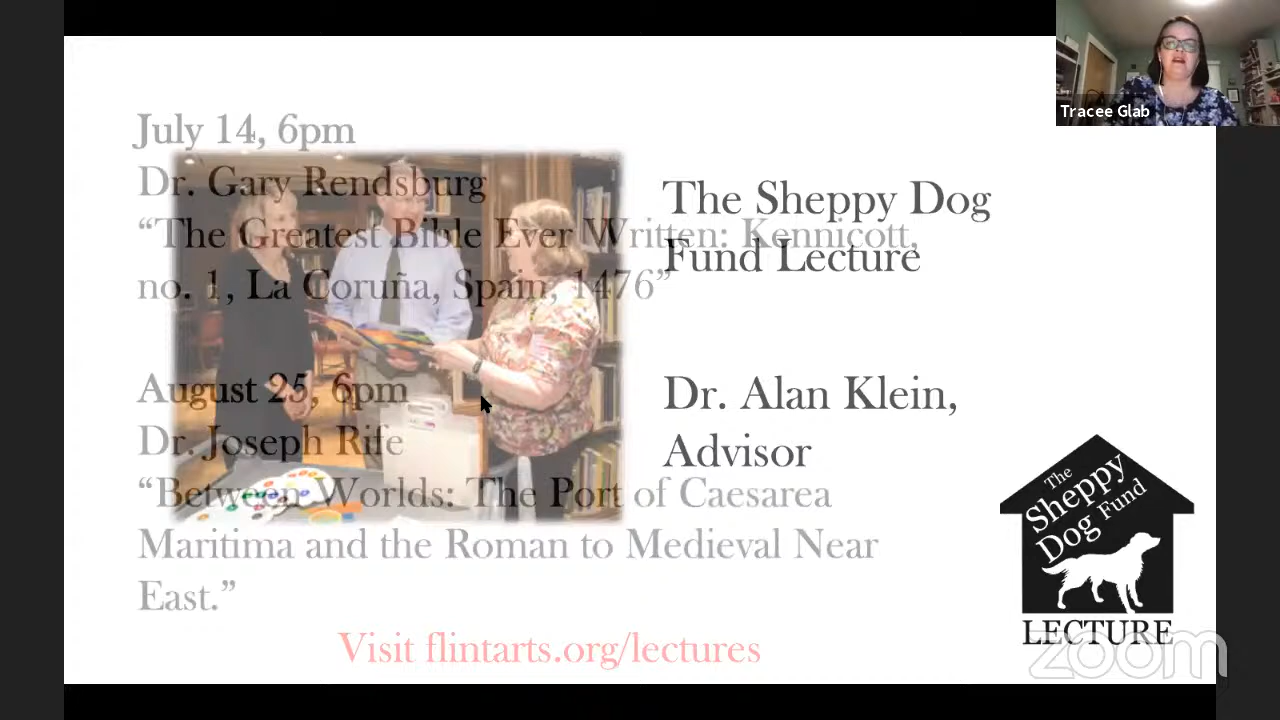 Tracee Glab
July 14, 6pm
Dr. Gary Rendsburg
“The Greatest Bible Ever Written: Kennicott,
no. 1, La Coruña, Spain, 1476”
August 25, 6pm
Dr. Joseph Rife
“Between Worlds: The Port of Caesarea
Maritima and the Roman to Medieval Near
East.”
Visit flintarts.org/lectures
The Sheppy Dog
Fund Lecture
Dr. Alan Klein,
Advisor
The
Sheppy
Dog Fund
LECTURE
zoom